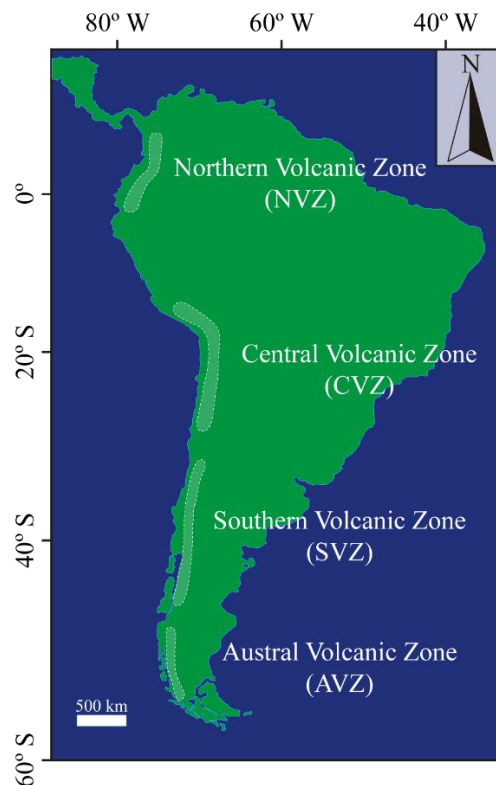 80º W
60º W
40º W
N
Northern Volcanic Zone
(NVZ)
0º
Central Volcanic Zone
(CVZ)
20º S
Southern Volcanic Zone
(SVZ)
40º S
Austral Volcanic Zone
(AVZ)
500 km
60º S